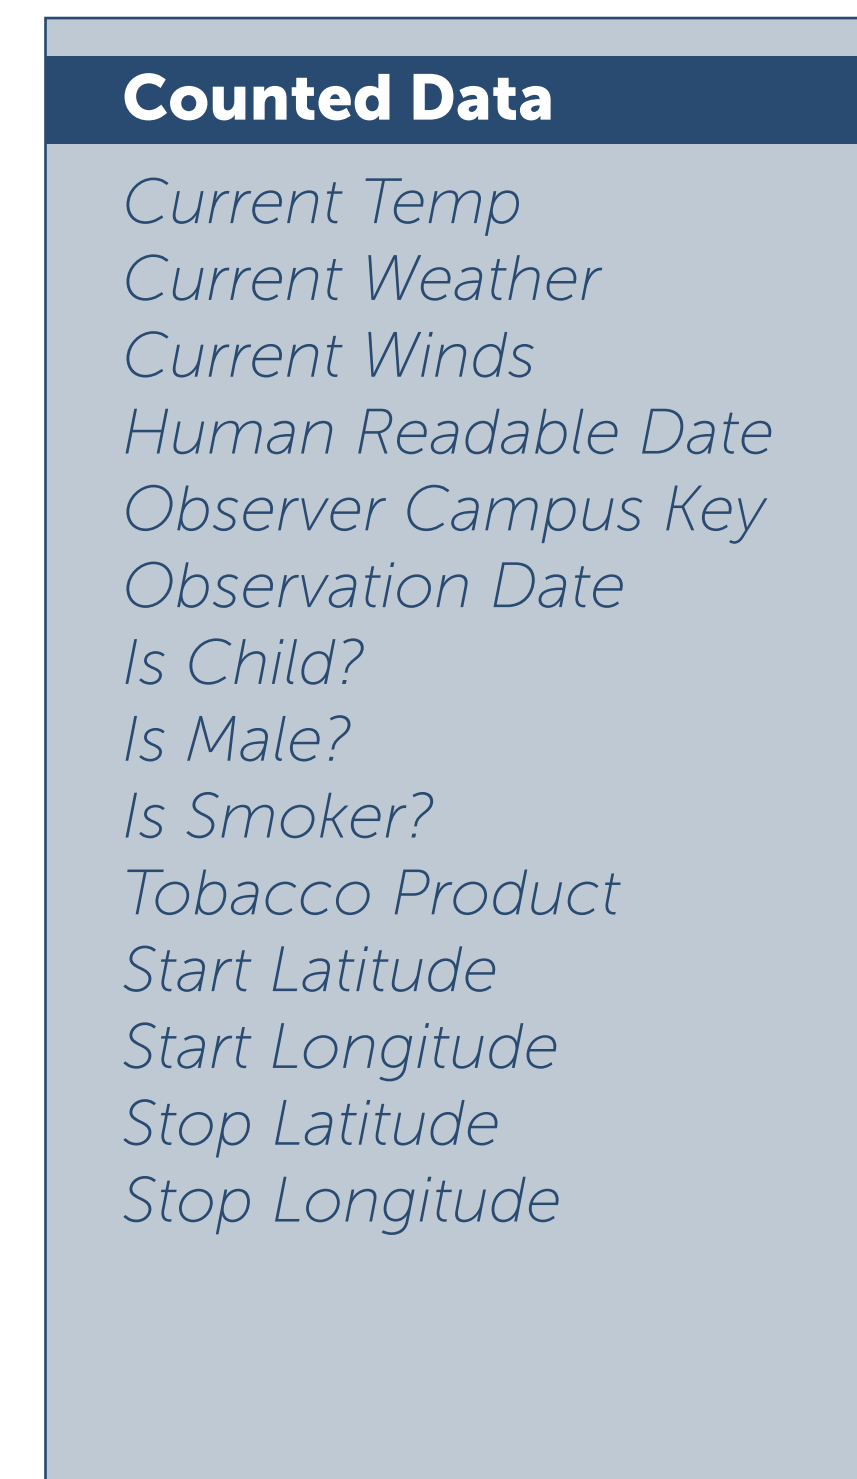 Counted Data
Current Temp
Current Weather
Current Winds
Human Readable Date
Observer Campus Key
Observation Date
Is Child?
Is Male?
Is Smoker?
Tobacco Product
Start Latitude
Start Longitude
Stop Latitude
Stop Longitude